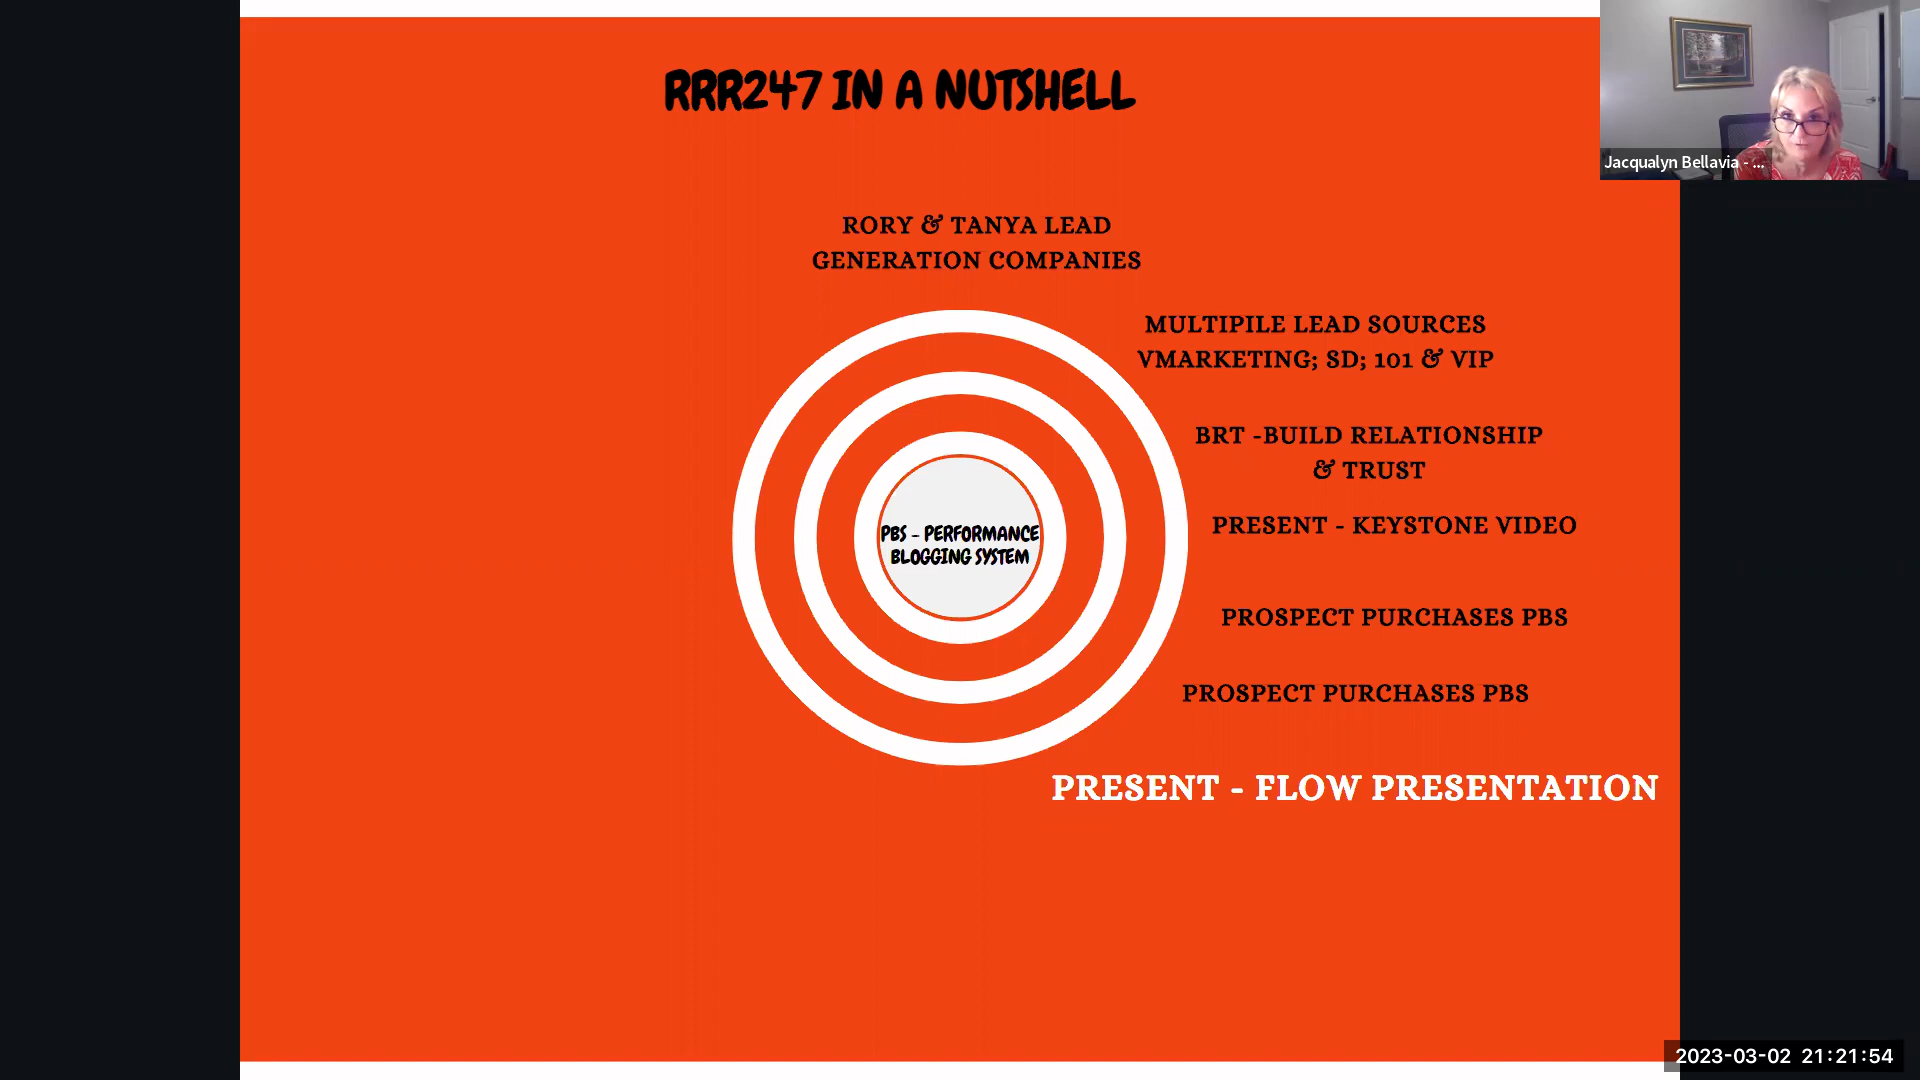 RRR247 IN A NUTSHELL
Jacqualyn Bellavia - ...
RORY & TANYA LEAD
GENERATION COMPANIES
MULTIPILE LEAD SOURCES
VMARKETING; SD; 101 & VIP
BRT -BUILD RELATIONSHIP
& TRUST
PRESENT - KEYSTONE VIDEO
PBS - PERFORMANCE
BLOGGING SYSTEM
PROSPECT PURCHASES PBS
PROSPECT PURCHASES PBS
PRESENT - FLOW PRESENTATION
2023-03-02 21:21:54